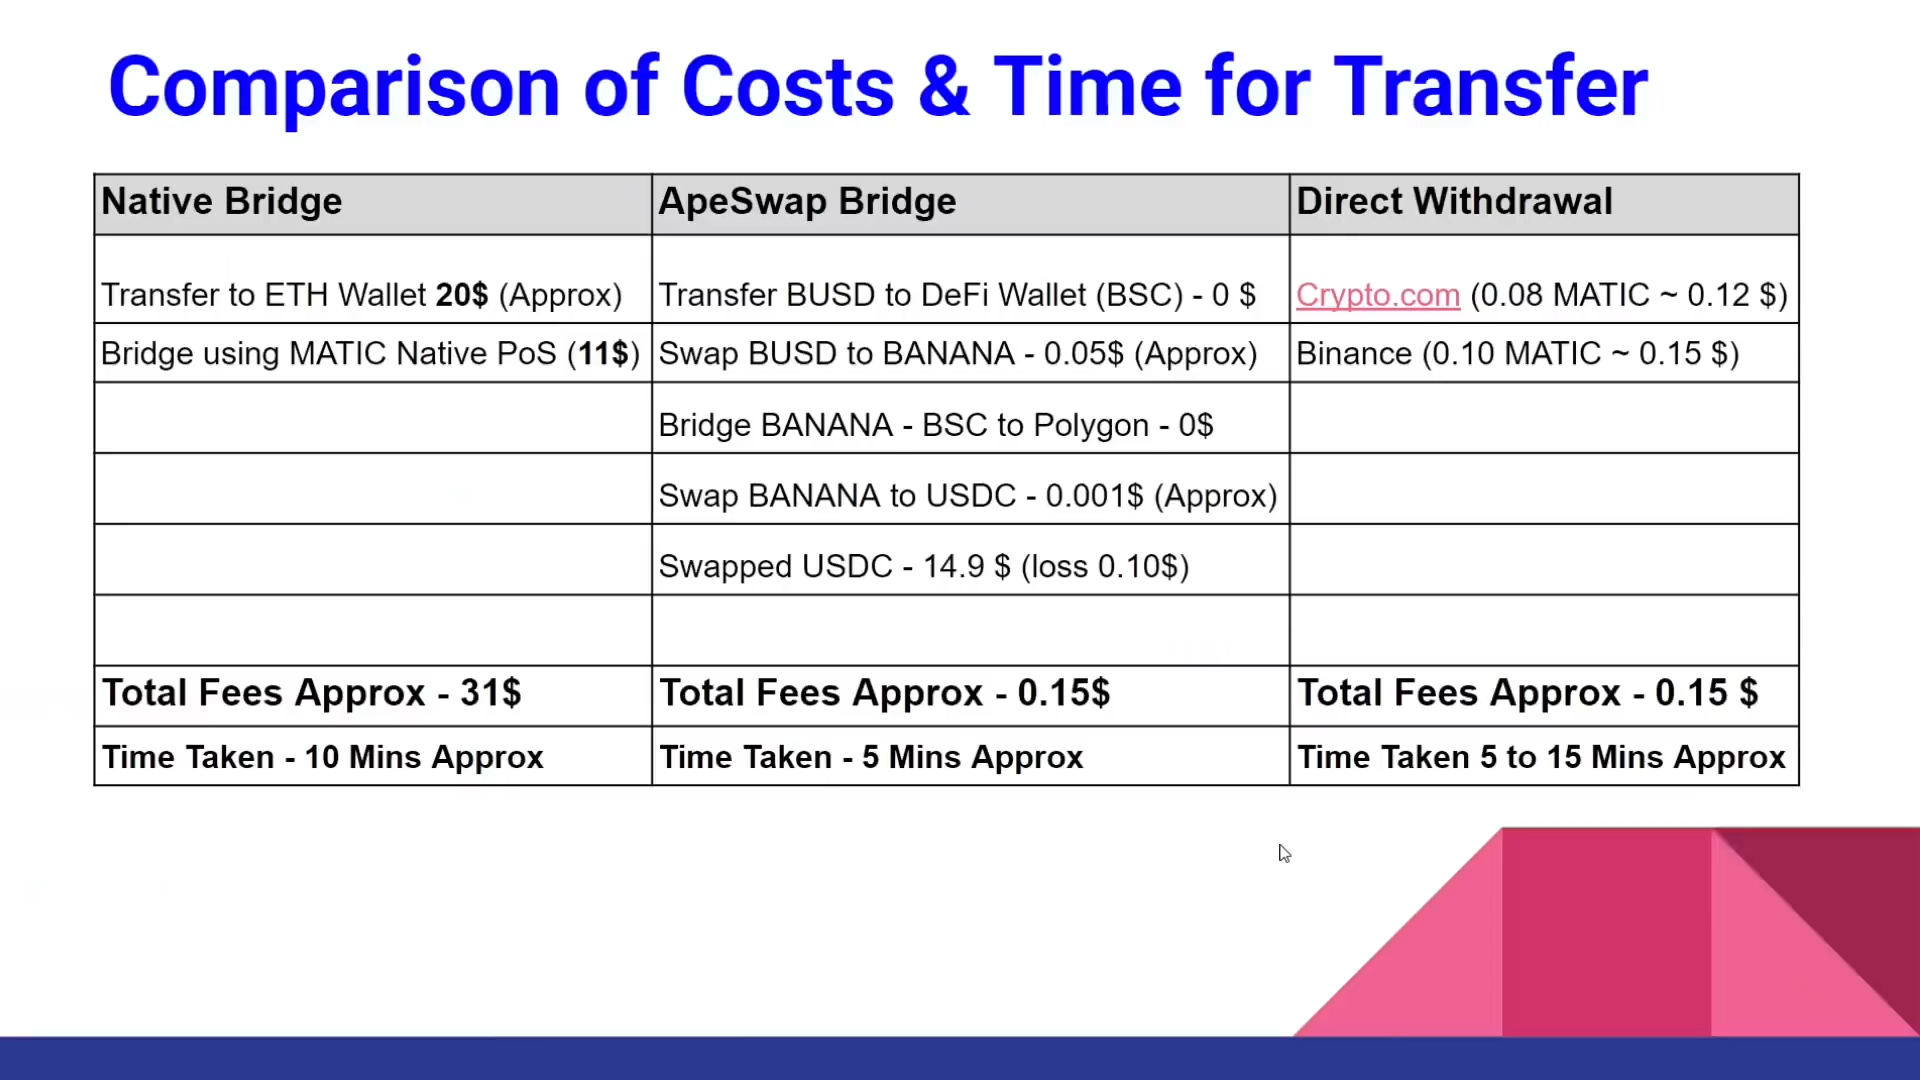 Comparison of Costs & Time for Transfer
Native Bridge
ApeSwap Bridge
Direct Withdrawal
Transfer to ETH Wallet 20$ (Approx)
Transfer BUSD to DeFi Wallet (BSC) - 0 $
Crypto.com (0.08 MATIC ~ 0.12 $)
Bridge using MATIC Native PoS (11$)
Swap BUSD to BANANA - 0.05$ (Approx)
Binance (0.10 MATIC ~ 0.15 $)
Bridge BANANA - BSC to Polygon - 0$
Swap BANANA to USDC - 0.001$ (Approx)
Swapped USDC - 14.9 $ (loss 0.10$)
Total Fees Approx - 31$
Total Fees Approx - 0.15$
Total Fees Approx - 0.15 $
Time Taken - 10 Mins Approx
Time Taken - 5 Mins Approx
Time Taken 5 to 15 Mins Approx